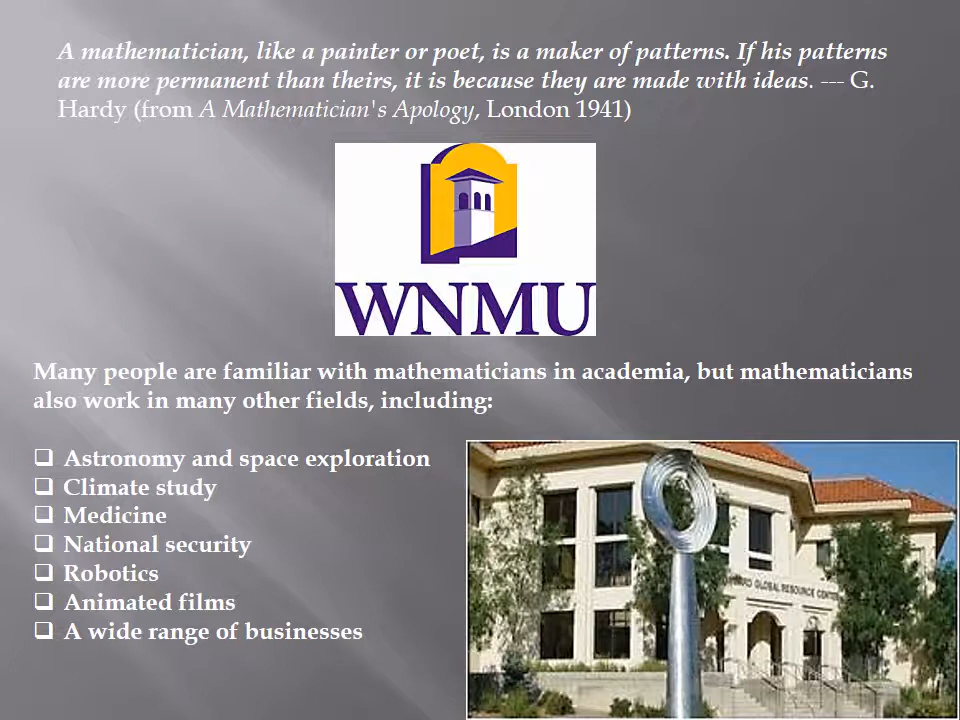 A mathematician, like a painter or poet, is a maker of patterns. If his patterns
are more permanent than theirs, it is because they are made with ideas. --- G.
Hardy (from A Mathematician's Apology, London 1941)
WNMU
Many people are familiar with mathematicians in academia, but mathematicians
also work in many other fields, including:
Astronomy and space exploration
Climate study
Medicine
National security
Robotics
Animated films
A wide range of businesses
GLOBAL RESOURCE